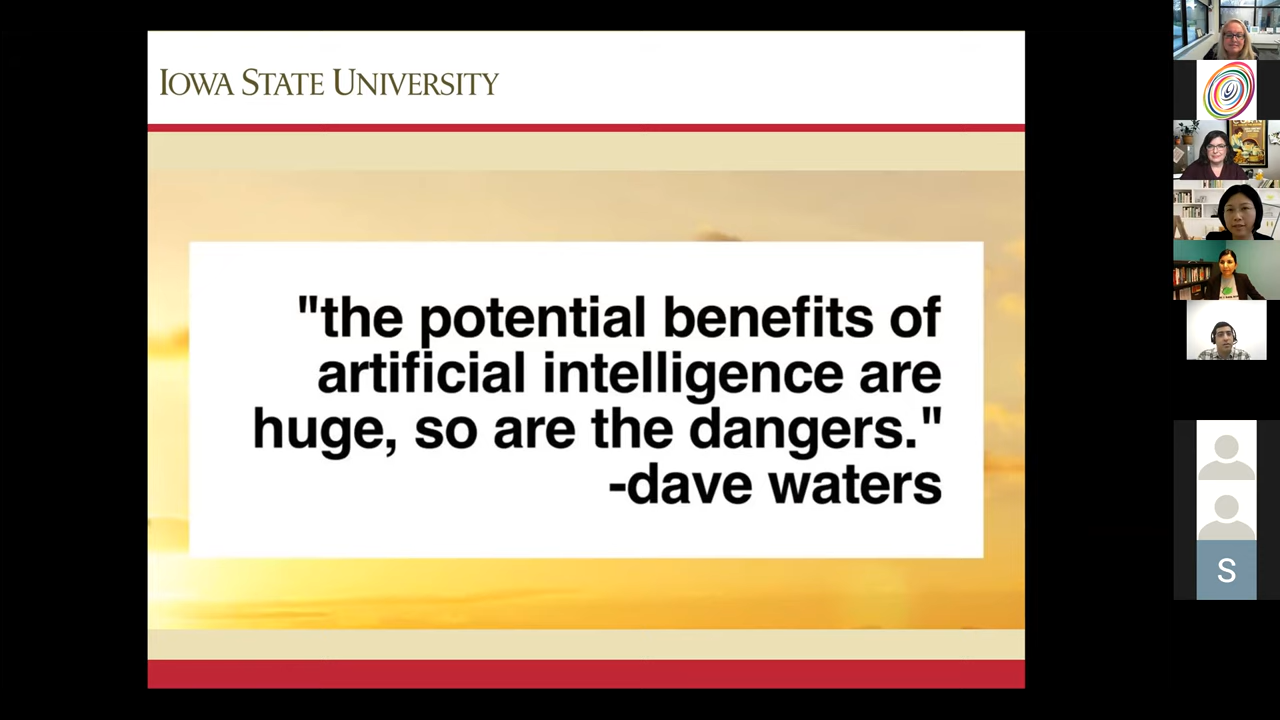 IOWA STATE UNIVERSITY
"the potential benefits of
artificial intelligence are
huge, so are the dangers."
-dave waters
S